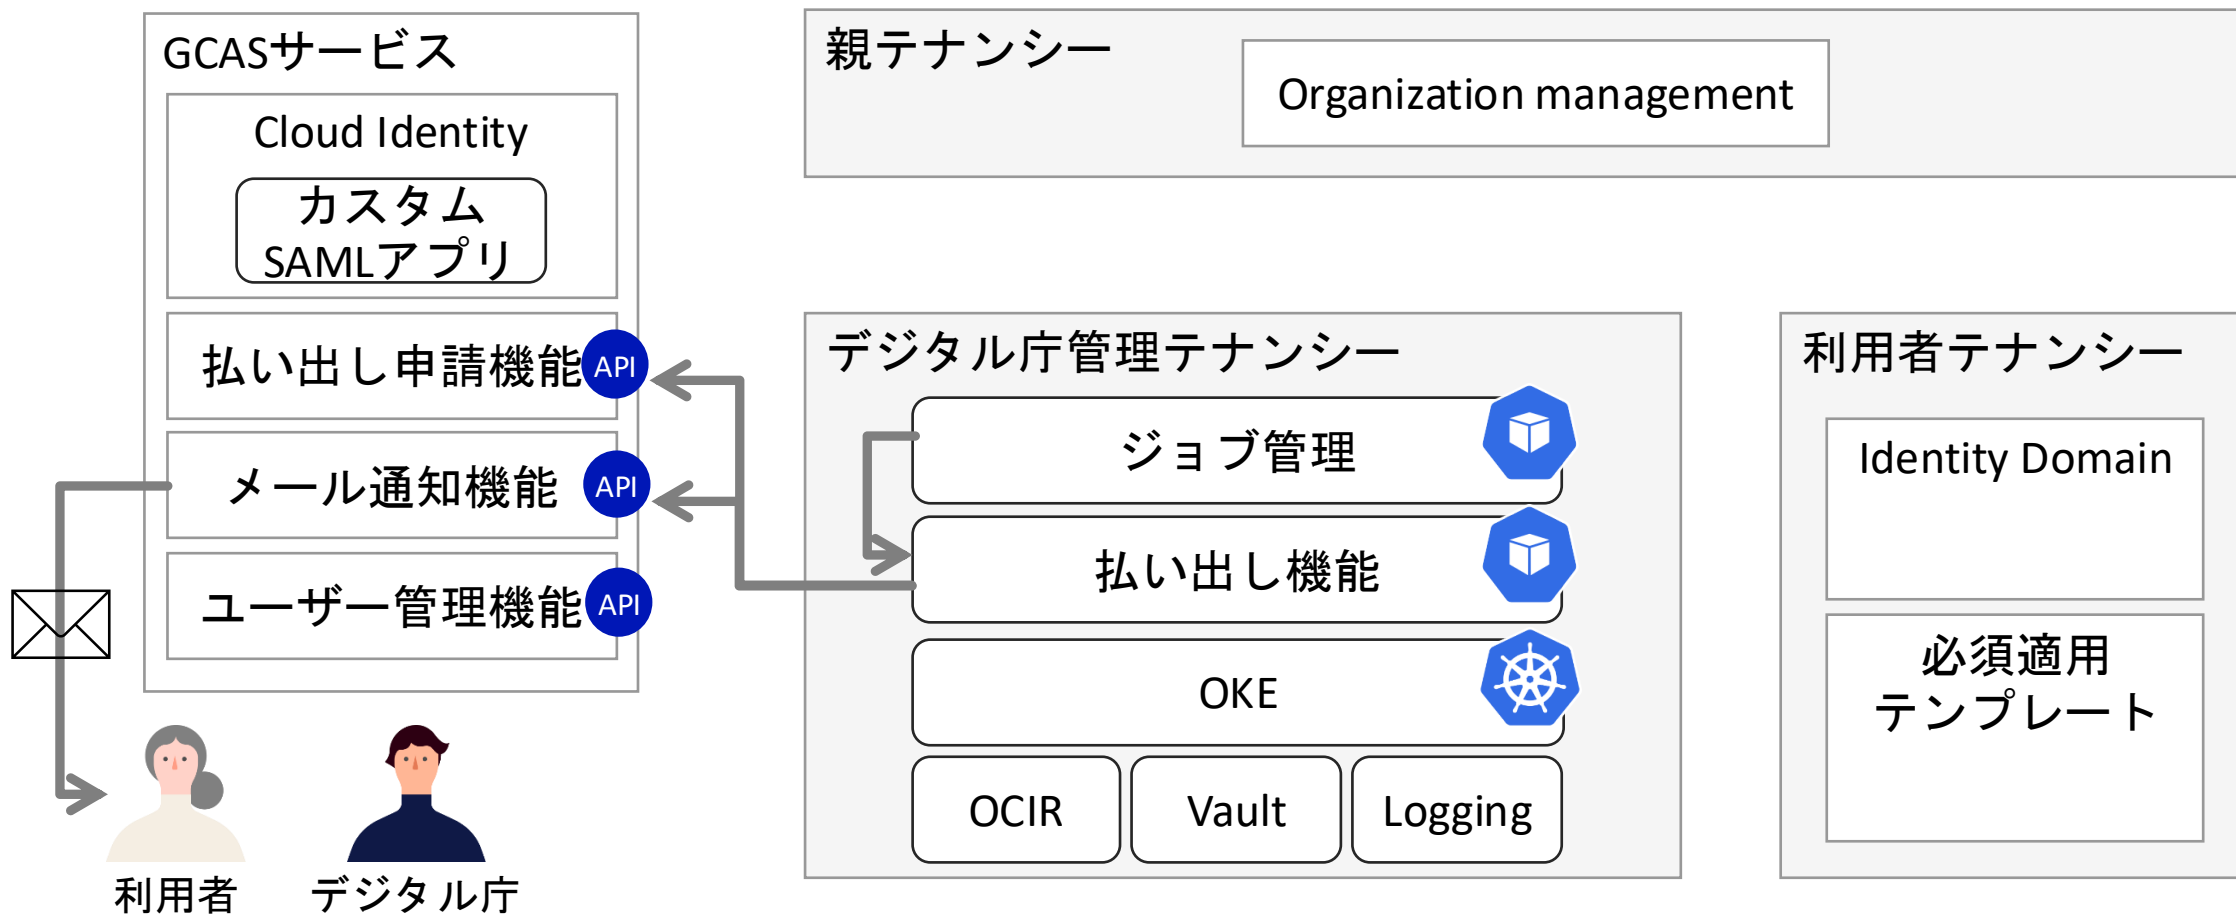 GCASサービス
Cloud Identity
カスタム
SAMLアプリ
払い出し申請機能
API
メール通知機能
API
ユーザー管理機能
API
利用者
デジタル庁
親テナンシー
Organization management
デジタル庁管理テナンシー
ジョブ管理
払い出し機能
OKE
OCIR
Vault
Logging
利用者テナンシー
Identity Domain
必須適用
テンプレート